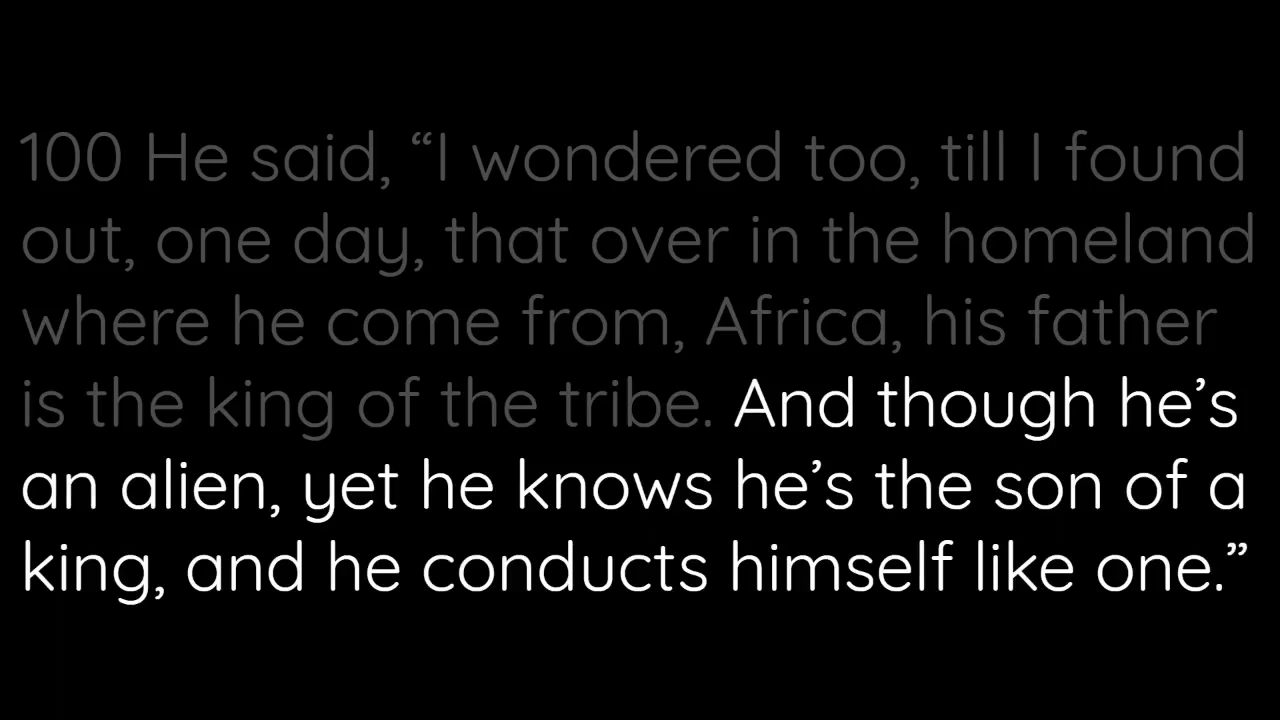 100 He said, “I wondered too, till I found
out, one day, that over in the homeland
where he come from, Africa, his father
is the king of the tribe. And though he’s
an alien, yet he knows he’s the son of a
king, and he conducts himself like one.”